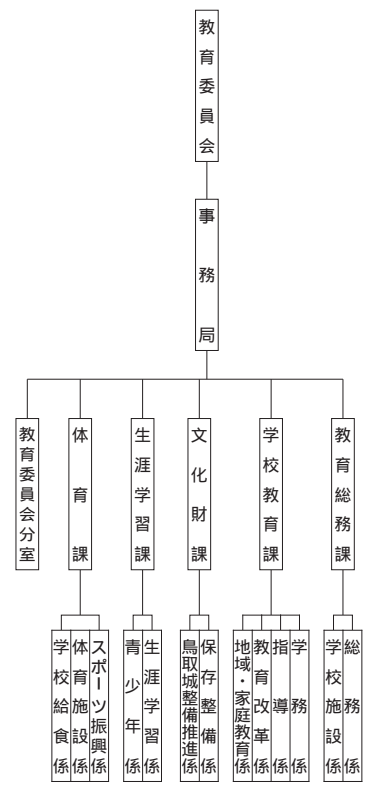 教育委員会
事務局
教育総務課
学校教育課
文化財課
生涯学習課
体育課
教育委員会分室
総務係
学校施設係
学務係
指導係
教育改革係
地域・家庭教育係
保存整備係
鳥取城整備推進係
生涯学習係
青少年係
スポーツ振興係
体育施設係
学校給食係